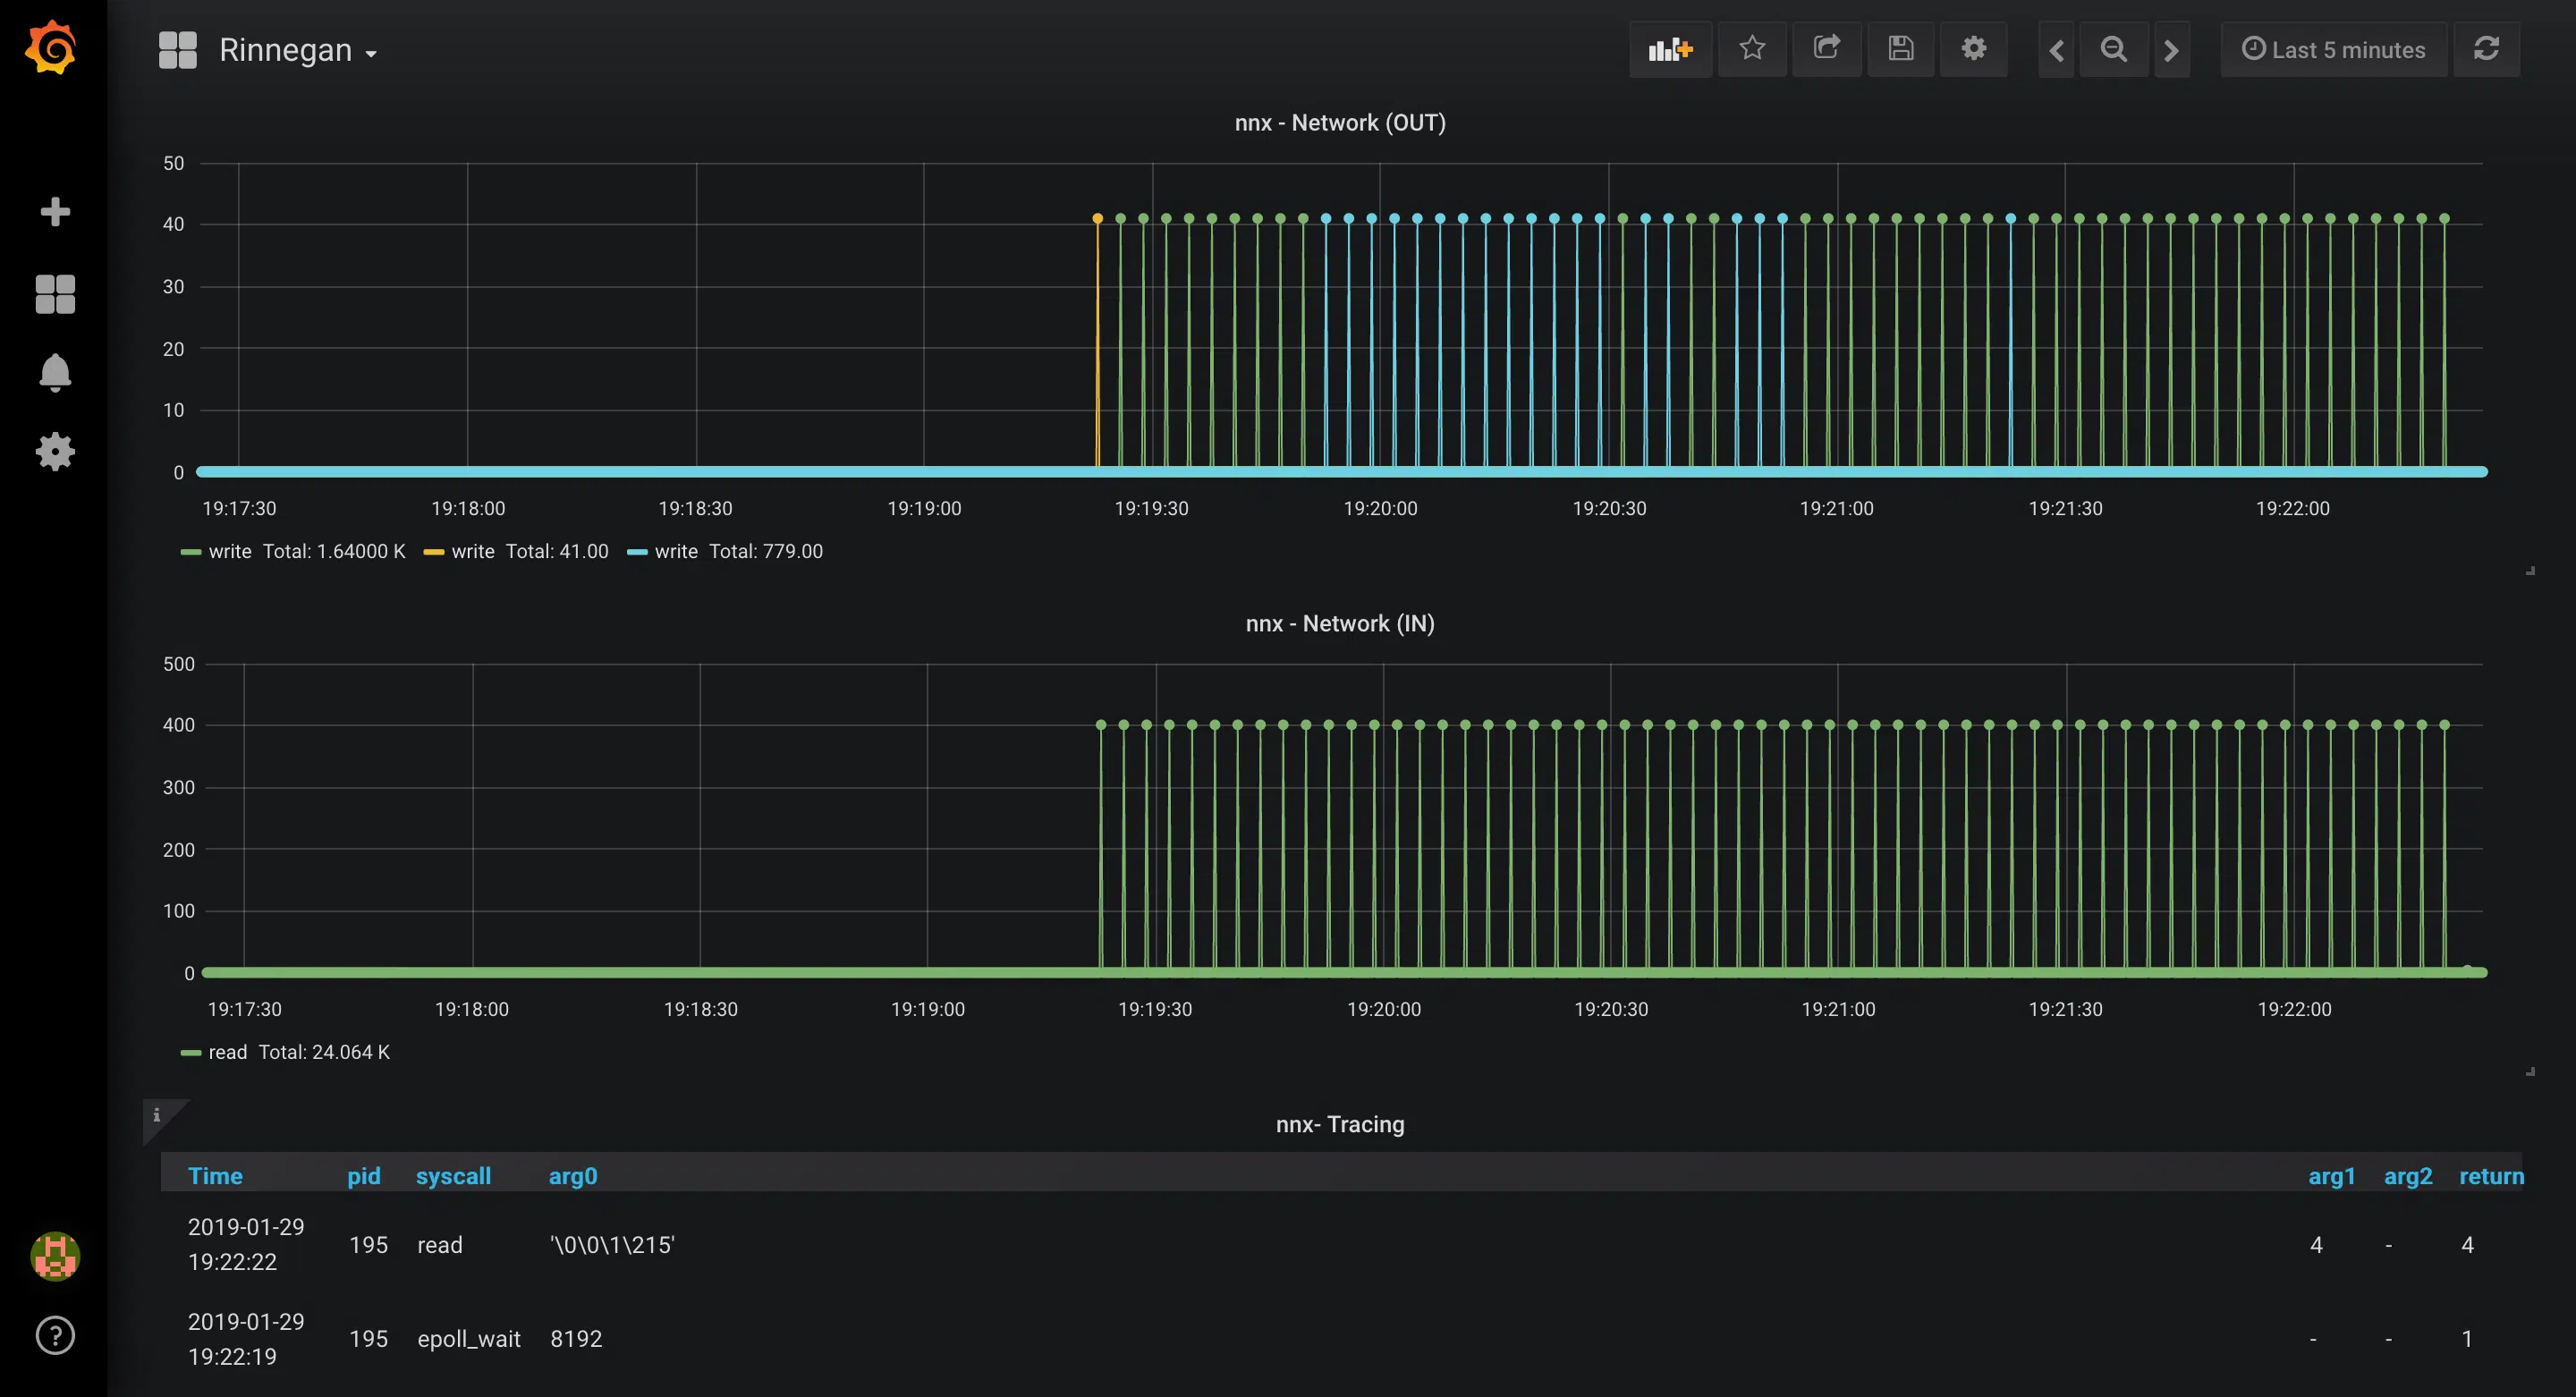 Rinnegan
Last 5 minutes
nnx - Network (OUT)
50
40
30
20
10
0
19:17:30 19:18:00 19:18:30 19:19:00 19:19:30 19:20:00 19:20:30 19:21:00 19:21:30 19:22:00
write Total: 1.64000 K write Total: 41.00 write Total: 779.00
nnx - Network (IN)
500
400
300
200
100
0
19:17:30 19:18:00 19:18:30 19:19:00 19:19:30 19:20:00 19:20:30 19:21:00 19:21:30 19:22:00
read Total: 24.064 K
i
nnx- Tracing
Time pid syscall arg0 arg1 arg2 return
2019-01-29
19:22:22
195 read '\0\0\1\215' 4 - 4
2019-01-29
19:22:19
195 epoll_wait 8192 - - 1
?